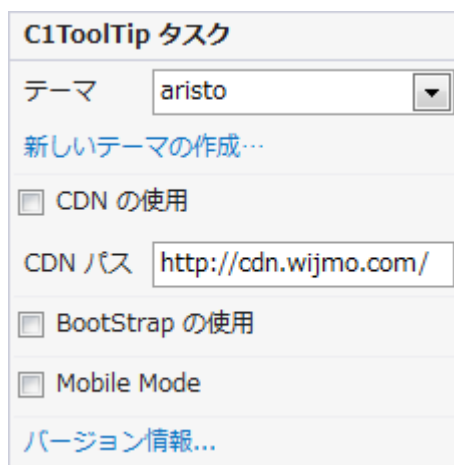 C1ToolTip タスク
テーマ aristo
新しいテーマの作成…
CDN の使用
CDN パス http://cdn.wijmo.com/
BootStrap の使用
Mobile Mode
バージョン情報...